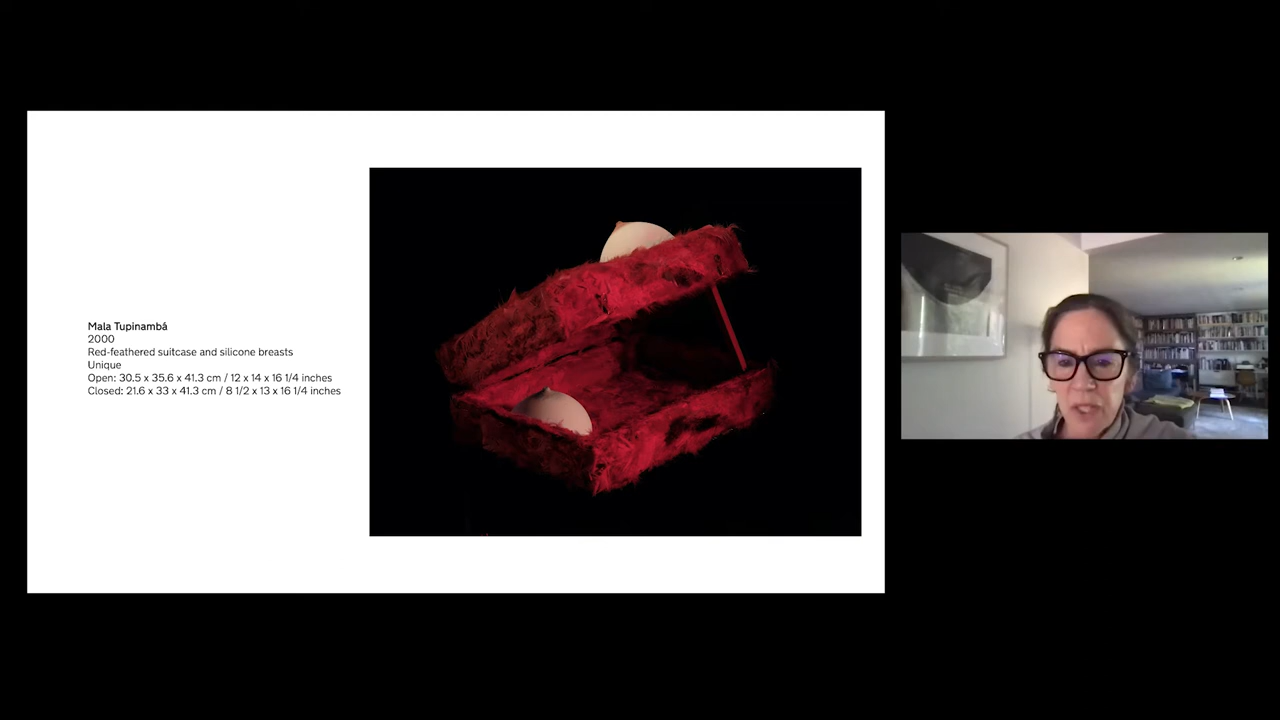 Mala Tupinambá
2000
Red-feathered suitcase and silicone breasts
Unique
Open: 30.5 x 35.6 x 41.3 cm / 12 x 14 x 16 1/4 inches
Closed: 21.6 x 33 x 41.3 cm / 8 1/2 x 13 x 16 1/4 inches